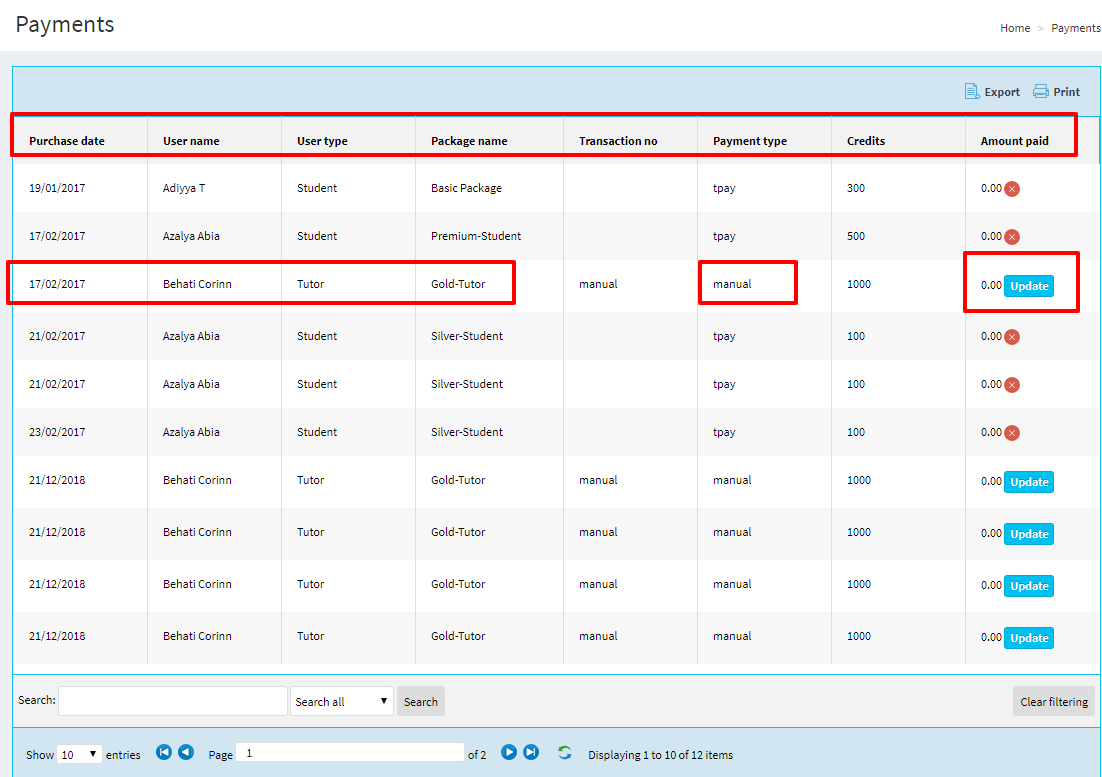 Payments
Home > Payments
Export Print
Purchase date User name User type Package name Transaction no Payment type Credits Amount paid
19/01/2017 Adiyya T Student Basic Package tpay 300 0.00
17/02/2017 Azalya Abia Student Premium-Student tpay 500 0.00
17/02/2017 Behati Corinn Tutor Gold-Tutor manual manual 1000 0.00 Update
21/02/2017 Azalya Abia Student Silver-Student tpay 100 0.00
21/02/2017 Azalya Abia Student Silver-Student tpay 100 0.00
23/02/2017 Azalya Abia Student Silver-Student tpay 100 0.00
21/12/2018 Behati Corinn Tutor Gold-Tutor manual manual 1000 0.00 Update
21/12/2018 Behati Corinn Tutor Gold-Tutor manual manual 1000 0.00 Update
21/12/2018 Behati Corinn Tutor Gold-Tutor manual manual 1000 0.00 Update
21/12/2018 Behati Corinn Tutor Gold-Tutor manual manual 1000 0.00 Update
Search: Search all Search Clear filtering
Show 10 entries Page 1 of 2 Displaying 1 to 10 of 12 items